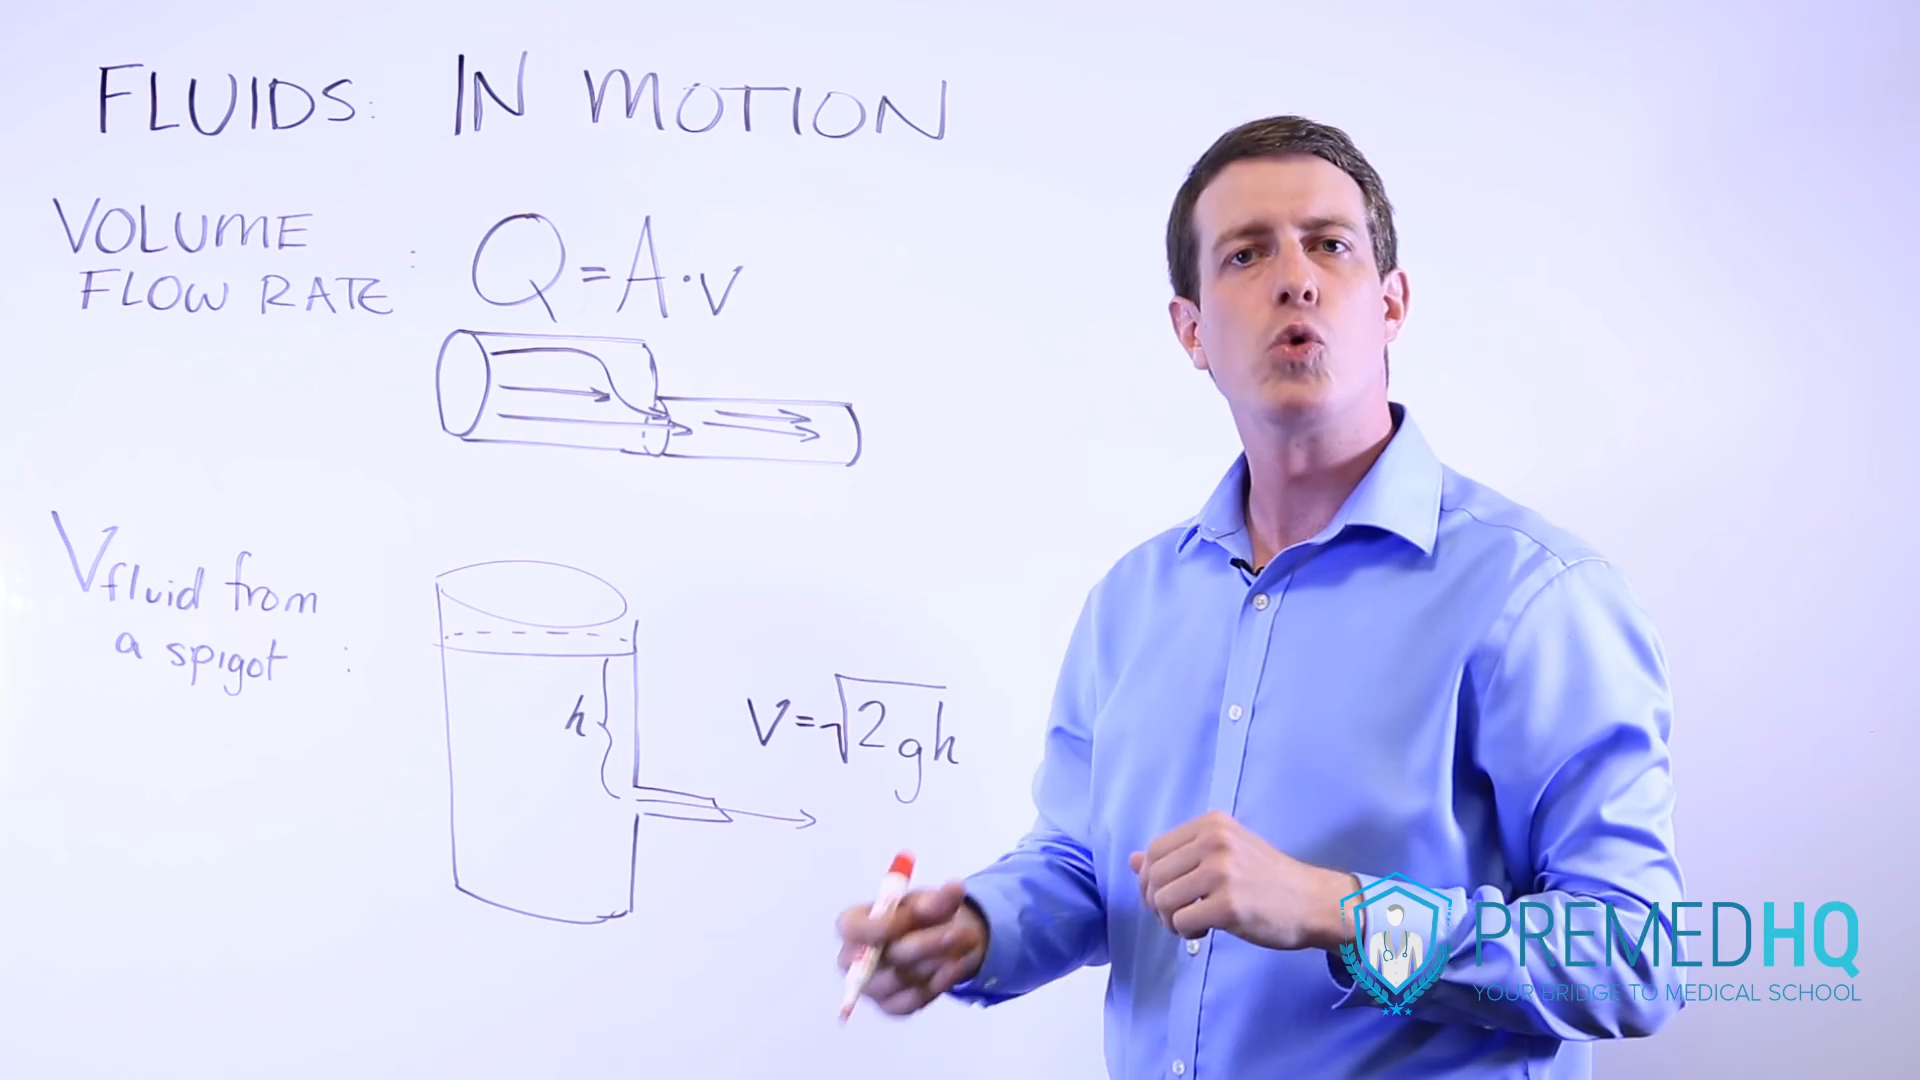 FLUIDS: IN MOTION
VOLUME
FLOW RATE : Q = A · v
Vfluid from
a spigot :
h
V = √2gh
PREMEDHQ
YOUR BRIDGE TO MEDICAL SCHOOL